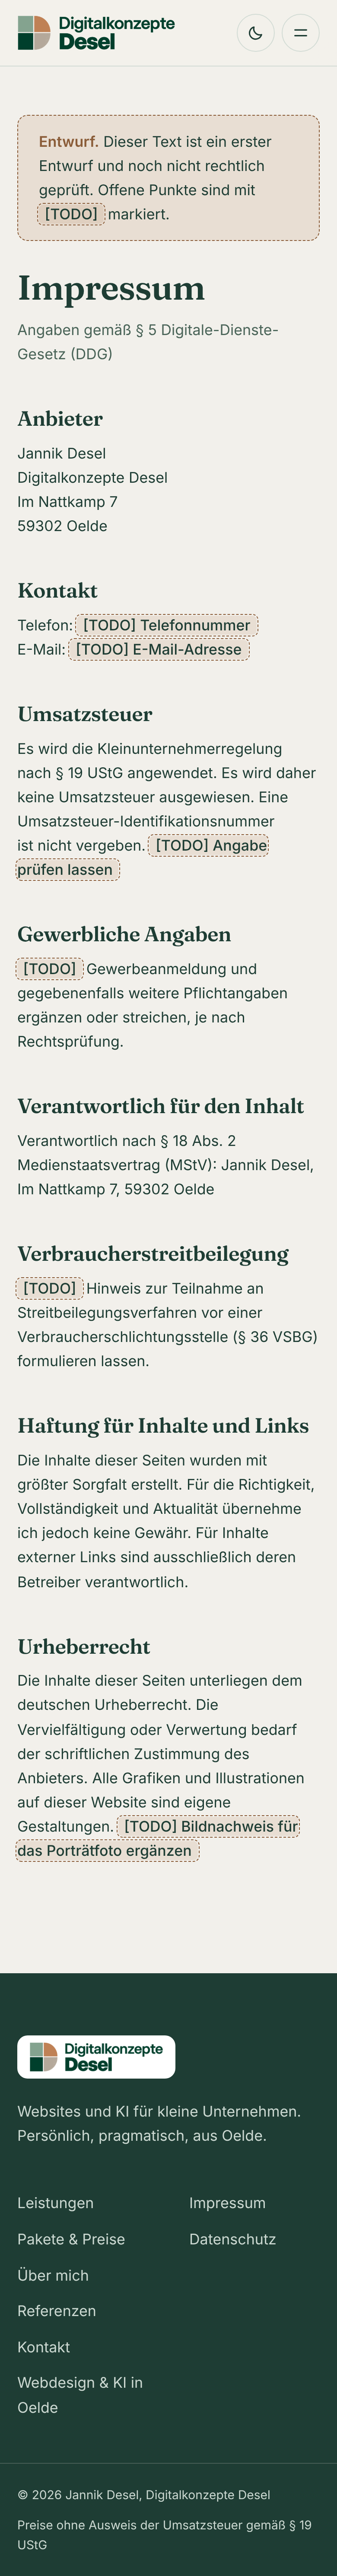 Digitalkonzepte
Desel
Entwurf. Dieser Text ist ein erster
Entwurf und noch nicht rechtlich
geprüft. Offene Punkte sind mit
[TODO] markiert.
Impressum
Angaben gemäß § 5 Digitale-Dienste-
Gesetz (DDG)
Anbieter
Jannik Desel
Digitalkonzepte Desel
Im Nattkamp 7
59302 Oelde
Kontakt
Telefon: [TODO] Telefonnummer
E-Mail: [TODO] E-Mail-Adresse
Umsatzsteuer
Es wird die Kleinunternehmerregelung
nach § 19 UStG angewendet. Es wird daher
keine Umsatzsteuer ausgewiesen. Eine
Umsatzsteuer-Identifikationsnummer
ist nicht vergeben. [TODO] Angabe
prüfen lassen
Gewerbliche Angaben
[TODO] Gewerbeanmeldung und
gegebenenfalls weitere Pflichtangaben
ergänzen oder streichen, je nach
Rechtsprüfung.
Verantwortlich für den Inhalt
Verantwortlich nach § 18 Abs. 2
Medienstaatsvertrag (MStV): Jannik Desel,
Im Nattkamp 7, 59302 Oelde
Verbraucherstreitbeilegung
[TODO] Hinweis zur Teilnahme an
Streitbeilegungsverfahren vor einer
Verbraucherschlichtungsstelle (§ 36 VSBG)
formulieren lassen.
Haftung für Inhalte und Links
Die Inhalte dieser Seiten wurden mit
größter Sorgfalt erstellt. Für die Richtigkeit,
Vollständigkeit und Aktualität übernehme
ich jedoch keine Gewähr. Für Inhalte
externer Links sind ausschließlich deren
Betreiber verantwortlich.
Urheberrecht
Die Inhalte dieser Seiten unterliegen dem
deutschen Urheberrecht. Die
Vervielfältigung oder Verwertung bedarf
der schriftlichen Zustimmung des
Anbieters. Alle Grafiken und Illustrationen
auf dieser Website sind eigene
Gestaltungen. [TODO] Bildnachweis für
das Porträtfoto ergänzen
Digitalkonzepte
Desel
Websites und KI für kleine Unternehmen.
Persönlich, pragmatisch, aus Oelde.
Leistungen
Pakete & Preise
Über mich
Referenzen
Kontakt
Webdesign & KI in
Oelde
Impressum
Datenschutz
© 2026 Jannik Desel, Digitalkonzepte Desel
Preise ohne Ausweis der Umsatzsteuer gemäß § 19
UStG